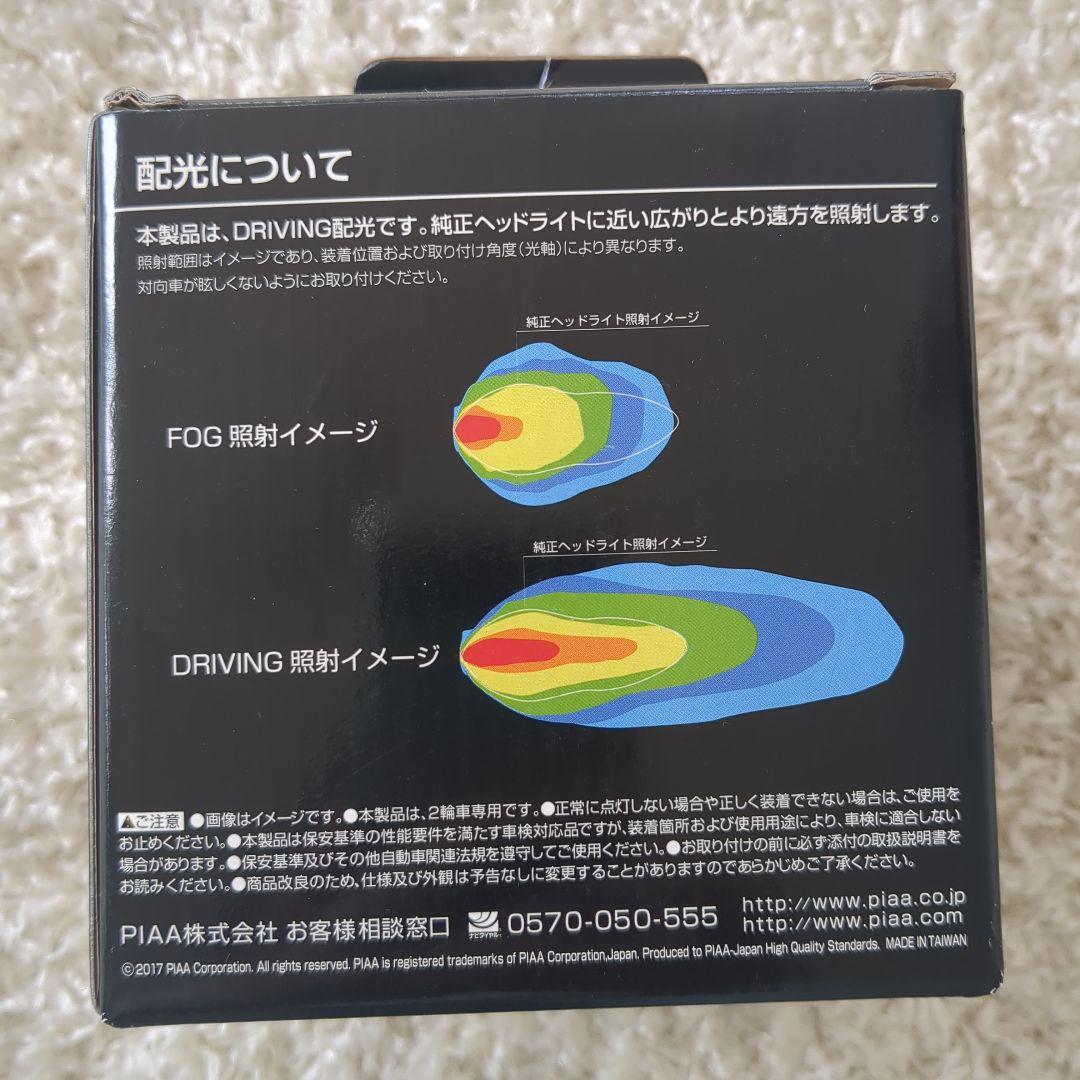 配光について
本製品は、DRIVING配光です。純正ヘッドライトに近い広がりとより遠方を照射します。
照射範囲はイメージであり、装着位置および取り付け角度(光軸)により異なります。
対向車が眩しくないようにお取り付けください。
純正ヘッドライト照射イメージ
FOG 照射イメージ
純正ヘッドライト照射イメージ
DRIVING 照射イメージ
▲ご注意 ●画像はイメージです。●本製品は、2輪車専用です。●正常に点灯しない場合や正しく装着できない場合は、ご使用を
お止めください。●本製品は保安基準の性能要件を満たす車検対応品ですが、装着箇所および使用用途により、車検に適合しない
場合があります。●保安基準及びその他自動車関連法規を遵守してご使用ください。●お取り付けの前に必ず添付の取扱説明書を
お読みください。●商品改良のため、仕様及び外観は予告なしに変更することがありますのであらかじめご了承ください。
PIAA株式会社 お客様相談窓口 ナビダイヤル 0570-050-555
http://www.piaa.co.jp
http://www.piaa.com
©2017 PIAA Corporation. All rights reserved. PIAA is registered trademarks of PIAA Corporation,Japan. Produced to PIAA-Japan High Quality Standards. MADE IN TAIWAN